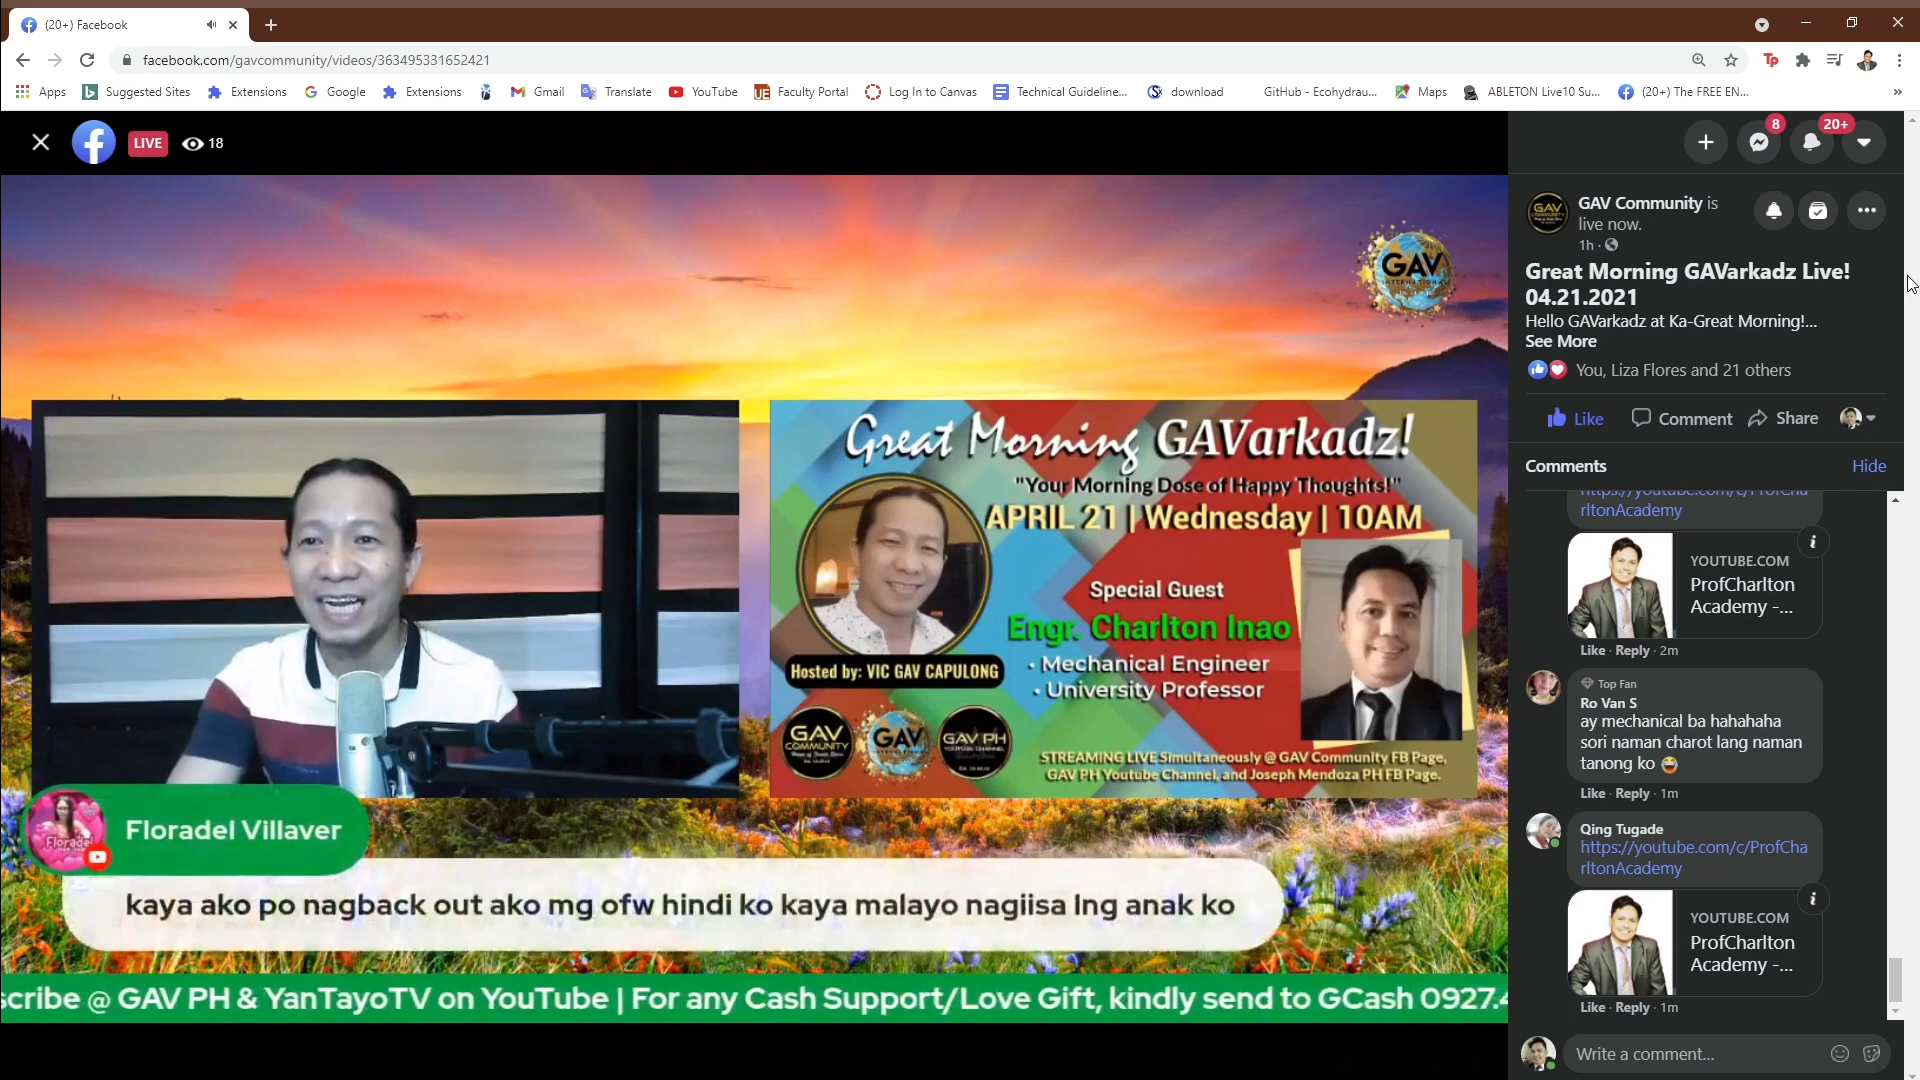 (20+) Facebook
facebook.com/gavcommunity/videos/363495331652421
Apps
Suggested Sites
Extensions
Google
Extensions
Gmail
Translate
YouTube
Faculty Portal
Log In to Canvas
Technical Guideline...
download
GitHub - Ecohydrau...
Maps
ABLETON Live10 Su...
(20+) The FREE EN...
LIVE
18
8
20+
GAV Community is
live now.
1h ·
Great Morning GAVarkadz Live!
04.21.2021
Hello GAVarkadz at Ka-Great Morning!...
See More
You, Liza Flores and 21 others
Like
Comment
Share
Comments
Hide
https://youtube.com/c/ProfCha
rltonAcademy
YOUTUBE.COM
ProfCharlton
Academy -...
Like · Reply · 2m
Top Fan
Ro Van S
ay mechanical ba hahahaha
sori naman charot lang naman
tanong ko
Like · Reply · 1m
Qing Tugade
https://youtube.com/c/ProfCha
rltonAcademy
YOUTUBE.COM
ProfCharlton
Academy -...
Like · Reply · 1m
Write a comment...
GAV
INTERNATIONAL
Great Morning GAVarkadz!
"Your Morning Dose of Happy Thoughts!"
APRIL 21 | Wednesday | 10AM
Special Guest
Engr. Charlton Inao
• Mechanical Engineer
• University Professor
Hosted by: VIC GAV CAPULONG
GAV
COMMUNITY
GAV
GAV PH
YOUTUBE CHANNEL
STREAMING LIVE Simultaneously @ GAV Community FB Page,
GAV PH Youtube Channel, and Joseph Mendoza PH FB Page.
Floradel
Floradel Villaver
kaya ako po nagback out ako mg ofw hindi ko kaya malayo nagiisa lng anak ko
scribe @ GAV PH & YanTayoTV on YouTube | For any Cash Support/Love Gift, kindly send to GCash 0927.4